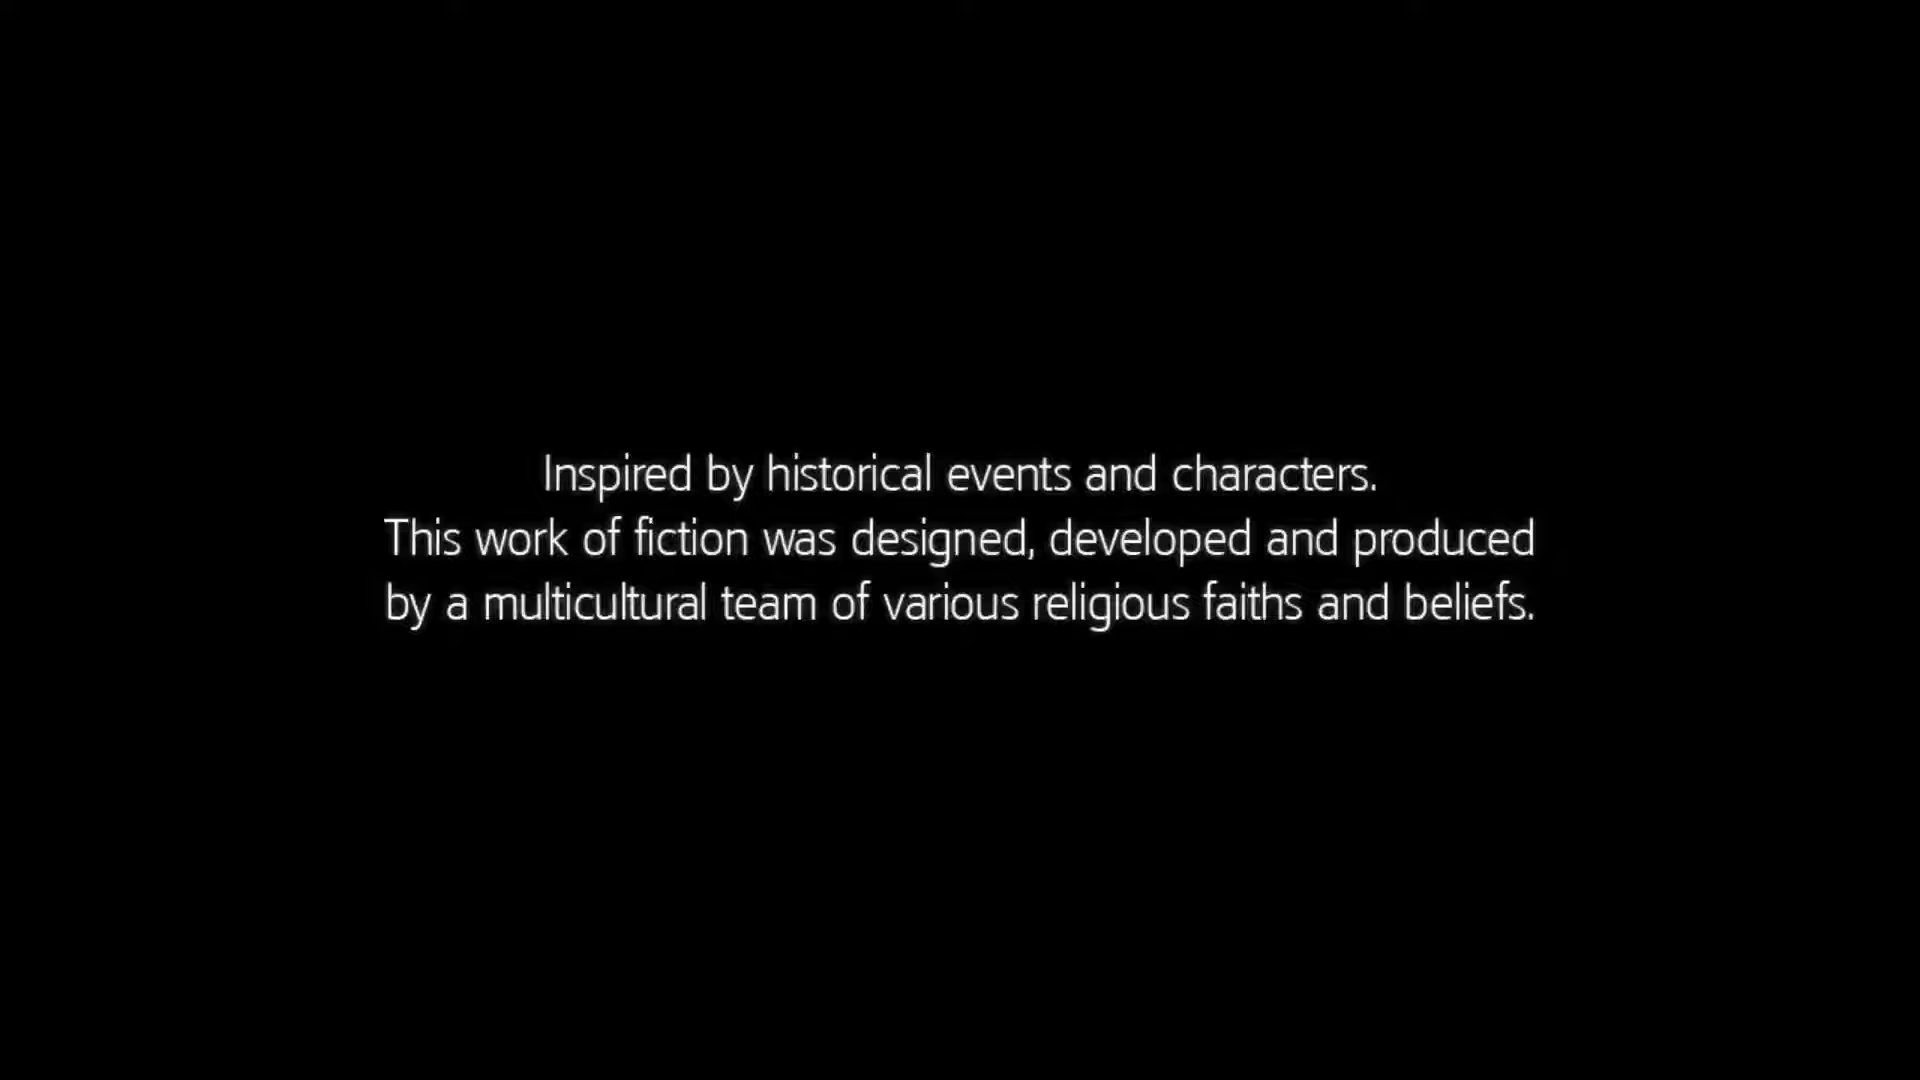 Inspired by historical events and characters.
This work of fiction was designed, developed and produced
by a multicultural team of various religious faiths and beliefs.